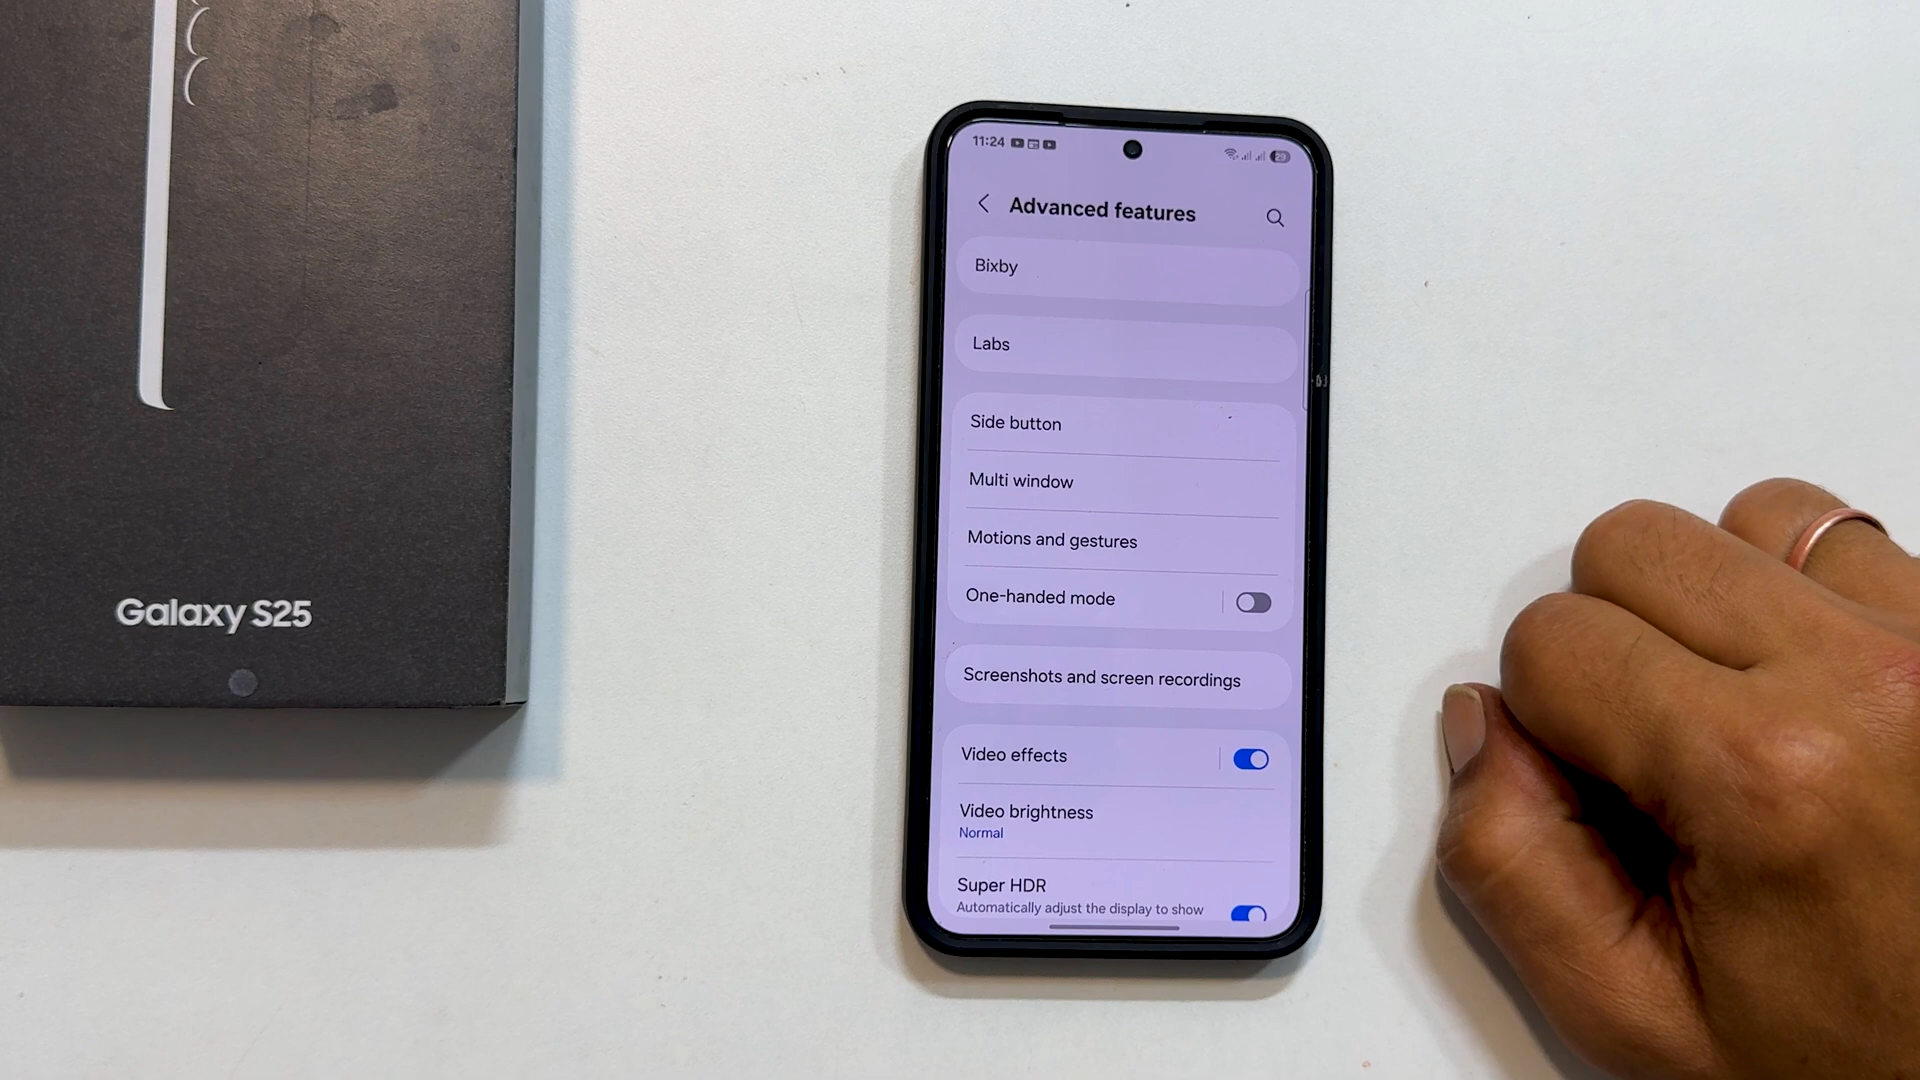 Galaxy S25
11:24
29
Advanced features
Bixby
Labs
Side button
Multi window
Motions and gestures
One-handed mode
Screenshots and screen recordings
Video effects
Video brightness
Normal
Super HDR
Automatically adjust the display to show